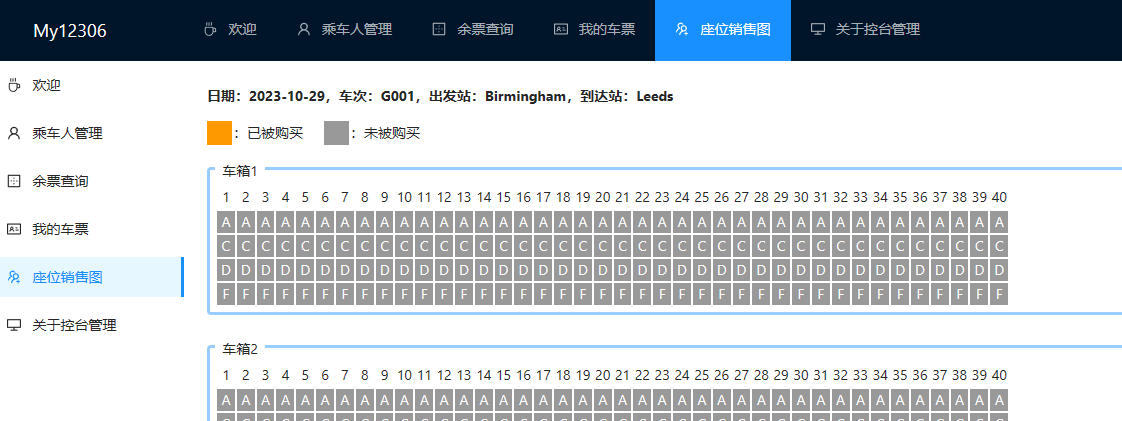 My12306 欢迎 乘车人管理 余票查询 我的车票 座位销售图 关于控台管理
欢迎
乘车人管理
余票查询
我的车票
座位销售图
关于控台管理
日期：2023-10-29，车次：G001，出发站：Birmingham，到达站：Leeds
：已被购买 ：未被购买
车箱1
1 2 3 4 5 6 7 8 9 10 11 12 13 14 15 16 17 18 19 20 21 22 23 24 25 26 27 28 29 30 31 32 33 34 35 36 37 38 39 40
A A A A A A A A A A A A A A A A A A A A A A A A A A A A A A A A A A A A A A A A
C C C C C C C C C C C C C C C C C C C C C C C C C C C C C C C C C C C C C C C C
D D D D D D D D D D D D D D D D D D D D D D D D D D D D D D D D D D D D D D D D
F F F F F F F F F F F F F F F F F F F F F F F F F F F F F F F F F F F F F F F F
车箱2
1 2 3 4 5 6 7 8 9 10 11 12 13 14 15 16 17 18 19 20 21 22 23 24 25 26 27 28 29 30 31 32 33 34 35 36 37 38 39 40
A A A A A A A A A A A A A A A A A A A A A A A A A A A A A A A A A A A A A A A A